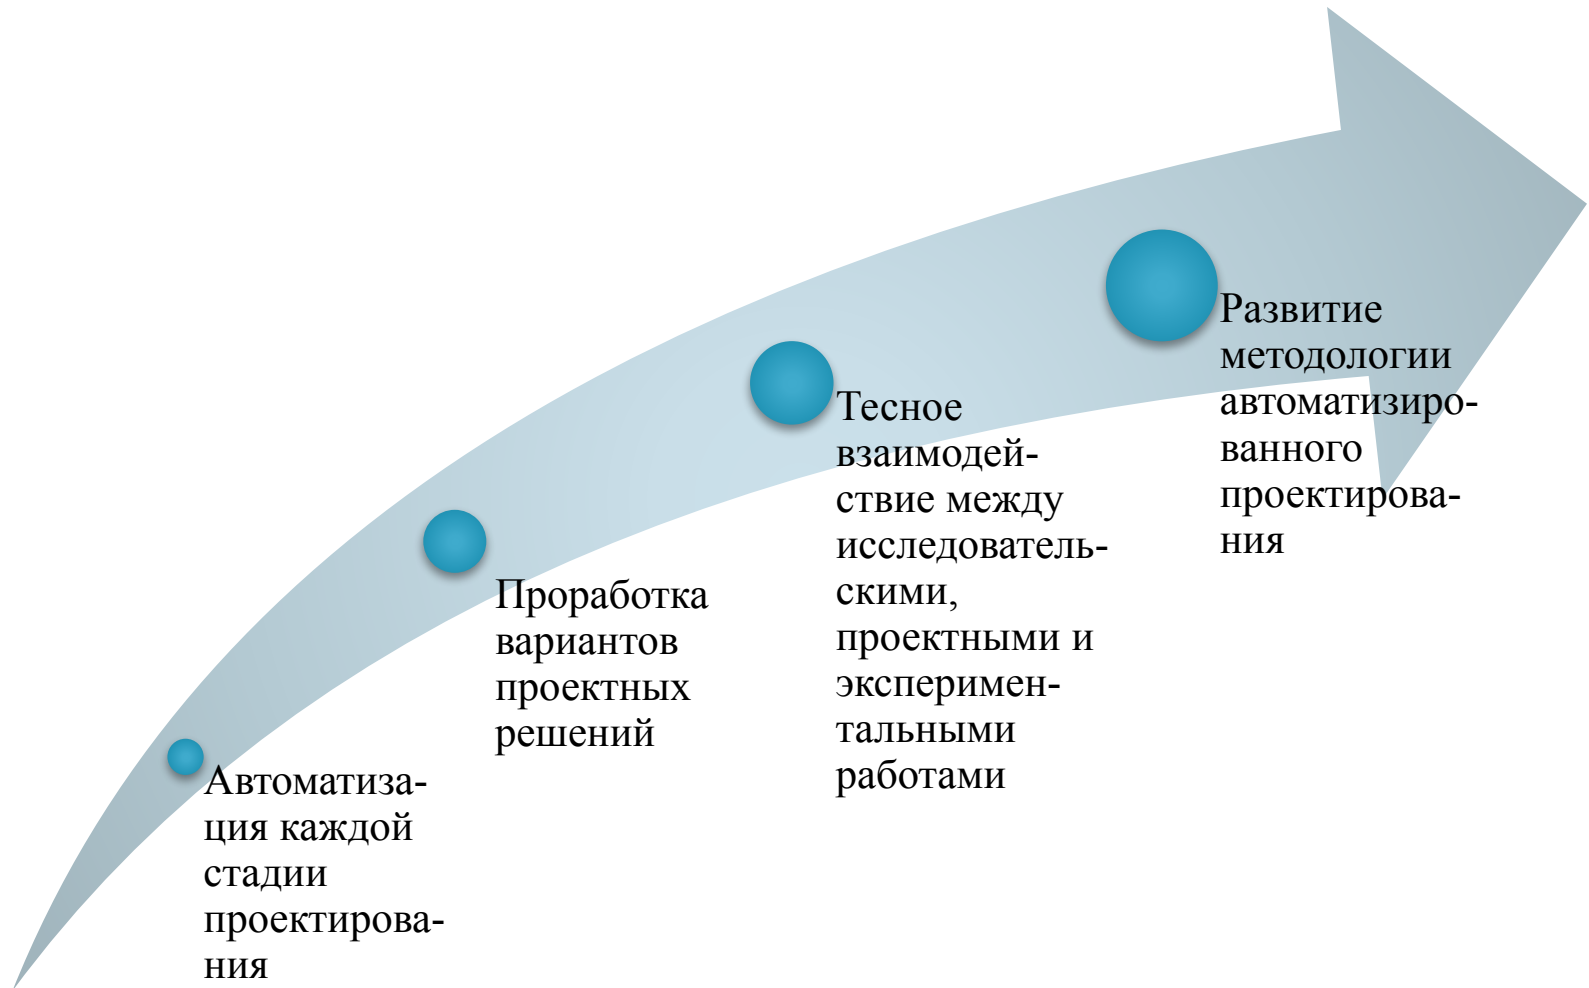 Автоматиза-
ция каждой
стадии
проектирова-
ния
Проработка
вариантов
проектных
решений
Тесное
взаимодей-
ствие между
исследователь-
скими,
проектными и
эксперимен-
тальными
работами
Развитие
методологии
автоматизиро-
ванного
проектирова-
ния